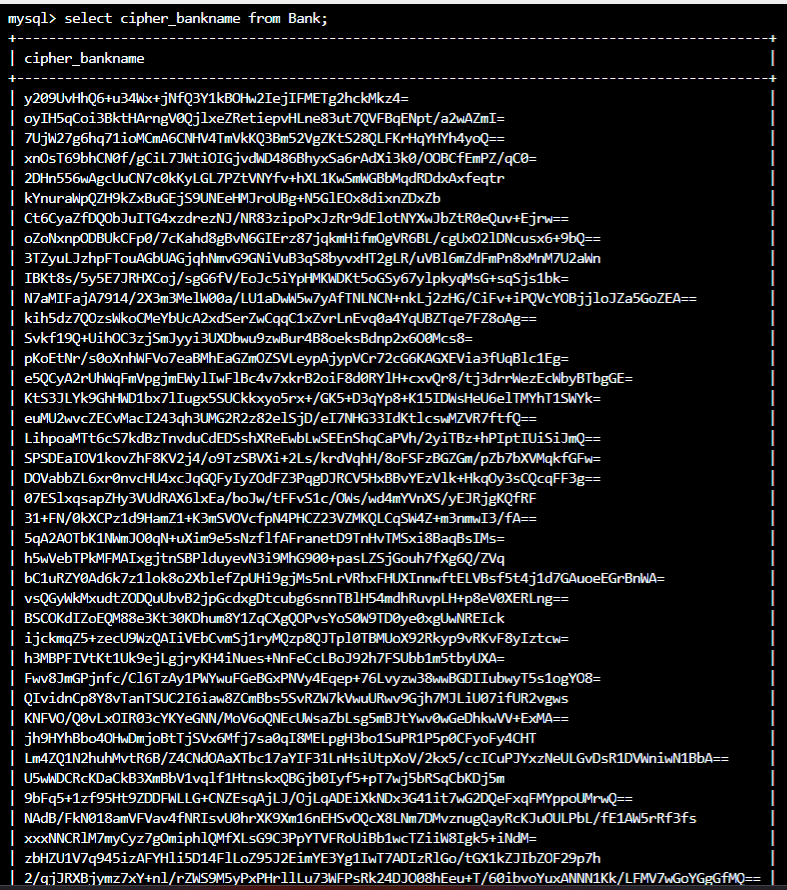 mysql> select cipher_bankname from Bank;
+----------------------------------------------------------------------------------------------+
| cipher_bankname |
+----------------------------------------------------------------------------------------------+
| y209UvHhQ6+u34Wx+jNfQ3Y1kBOHw2IejIFMETg2hckMkz4= |
| oyIH5qCoi3BktHArngV0QjlxeZRetiepvHLne83ut7QVFBqENpt/a2wAZmI= |
| 7UjW27g6hq71ioMCmA6CNHV4TmVkKQ3Bm52VgZKtS28QLFKrHqYHYh4yoQ== |
| xnOsT69bhCN0f/gCiL7JWtiOIGjvdWD486BhyxSa6rAdXi3k0/OOBCfEmPZ/qC0= |
| 2DHn556wAgcUuCN7c0kKyLGL7PZtVNYfv+hXL1KwSmWGBbMqdRDdxAxfeqtr |
| kYnuraWpQZH9kZxBuGEjS9UNEeHMJroUBg+N5GlEOx8dixnZDxZb |
| Ct6CyaZfDQObJuITG4xzdrezNJ/NR83zipoPxJzRr9dElotNYXwJbZtR0eQuv+Ejrw== |
| oZoNxnpODBUkCFp0/7cKahd8gBvN6GIErz87jqkmHifmOgVR6BL/cgUxO2lDNcusx6+9bQ== |
| 3TZyuLJzhpFTouAGbUAGjqhNmvG9GNiVuB3qS8byvxHT2gLR/uVBl6mZdFmPn8xMnM7U2aWn |
| IBKt8s/5y5E7JRHXCoj/sgG6fV/EoJc5iYpHMKWDKt5oGSy67ylpkyqMsG+sqSjs1bk= |
| N7aMIFajA7914/2X3m3MelW00a/LU1aDwW5w7yAfTNLNCN+nkLj2zHG/CiFv+iPQVcYOBjjloJZa5GoZEA== |
| kih5dz7QOzsWkoCMeYbUcA2xdSerZwCqqC1xZvrLnEvq0a4YqUBZTqe7FZ8oAg== |
| Svkf19Q+UihOC3zjSmJyyi3UXDbwu9zwBur4B8oeksBdnp2x6O0Mcs8= |
| pKoEtNr/s0oXnhWFVo7eaBMhEaGZmOZSVLeypAjypVCr72cG6KAGXEVia3fUqBlc1Eg= |
| e5QCyA2rUhWqFmVpgjmEWylIwFlBc4v7xkrB2oiF8d0RYlH+cxvQr8/tj3drrWezEcWbyBTbgGE= |
| KtS3JLYk9GhHWD1bx7lIugx5SUCkkxyo5rx+/GK5+D3qYp8+K15IDWsHeU6elTMYhT1SWYk= |
| euMU2wvcZECvMacI243qh3UMG2R2z82elSjD/eI7NHG33IdKtlcswMZVR7ftfQ== |
| LihpoaMTt6cS7kdBzTnvduCdEDSshXReEwbLwSEEnShqCaPVh/2yiTBz+hPIptIUiSiJmQ== |
| SPSDEaIOV1kovZhF8KV2j4/o9TzSBVXi+2Ls/krdVqhH/8oFSFzBGZGm/pZb7bXVMqkfGFw= |
| DOVabbZL6xr0nvcHU4xcJqGQFyIyZOdFZ3PqgDJRCV5HxBBvYEzVlk+HkqOy3sCQcqFF3g== |
| 07ESlxqsapZHy3VUdRAX6lxEa/boJw/tFFvS1c/OWs/wd4mYVnXS/yEJRjgKQfRF |
| 31+FN/0kXCPz1d9HamZ1+K3mSVOVcfpN4PHCZ23VZMKQLCqSW4Z+m3nmwI3/fA== |
| 5qA2AOTbK1NWmJO0qN+uXim9e5sNzflfAFranetD9TnHvTMSxi8BaqBsIMs= |
| h5wVebTPkMFMAIxgjtnSBPlduyevN3i9MhG900+pasLZSjGouh7fXg6Q/ZVq |
| bC1uRZY0Ad6k7z1lok8o2XblefZpUHi9gjMs5nLrVRhxFHUXInnwftELVBsf5t4j1d7GAuoeEGrBnWA= |
| vsQGyWkMxudtZODQuUbvB2jpGcdxgDtcubg6snnTBlH54mdhRuvpLH+p8eV0XERLng== |
| BSCOKdIZoEQM88e3Kt30KDhum8Y1ZqCXgQOPvsYoS0W9TD0ye0xgUwNREIck |
| ijckmqZ5+zecU9WzQAIiVEbCvmSj1ryMQzp8QJTpl0TBMUoX92Rkyp9vRKvF8yIztcw= |
| h3MBPFIVtKt1Uk9ejLgjryKH4iNues+NnFeCcLBoJ92h7FSUbb1m5tbyUXA= |
| Fwv8JmGPjnfc/Cl6TzAy1PWYwuFGeBGxPNVy4Eqep+76Lvyzw38wwBGDIIubwyT5s1ogYO8= |
| QIvidnCp8Y8vTanTSUC2I6iaw8ZCmBbs5SvRZW7kVwuURwv9Gjh7MJLiU07ifUR2vgws |
| KNFVO/Q0vLxOIR03cYKYeGNN/MoV6oQNEcUWsaZbLsg5mBJtYwv0wGeDhkwVV+ExMA== |
| jh9HYhBbo4OHwDmjoBtTjSVx6Mfj7sa0qI8MELpgH3bo1SuPR1P5p0CFyoFy4CHT |
| Lm4ZQ1N2huhMvtR6B/Z4CNdOAaXTbc17aYIF31LnHsiUtpXoV/2kx5/ccICuPJYxzNeULGvDsR1DVWniwN1BbA== |
| U5wWDCRcKDaCkB3XmBbV1vqlf1HtnskxQBGjb0Iyf5+pT7wj5bRSqCbKDj5m |
| 9bFq5+1zf95Ht9ZDDFWLLG+CNZEsqAjLJ/OjLqADEiXkNDx3G41it7wG2DQeFxqFMYppoUMrwQ== |
| NAdB/FkN018amVFVav4fNRIsvU0hrXK9Xm16nEHSvOQcX8LNm7DMvznugQayRcKJuOULPbL/fE1AW5rRf3fs |
| xxxNNCRlM7myCyz7gOmiphlQMfXLsG9C3PpYTVFRoUiBb1wcTZiiW8Igk5+iNdM= |
| zbHZU1V7q945izAFYHli5D14FlLoZ95J2EimYE3Yg1IwT7ADIzRlGo/tGX1kZJIbZOF29p7h |
| 2/qjJRXBjymz7xY+nl/rZWS9M5yPxPHrllLu73WFPsRk24DJO08hEeu+T/60ibvoYuxANNN1Kk/LFMV7wGoYGgGfMQ== |